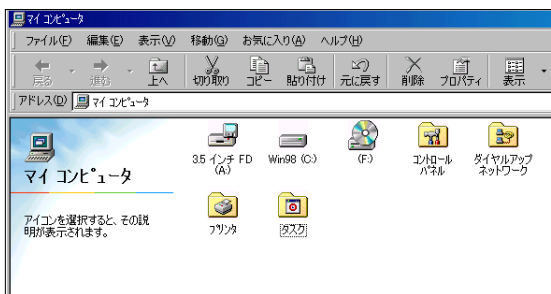 マイ コンピュータ
ファイル(F) 編集(E) 表示(V) 移動(G) お気に入り(A) ヘルプ(H)
戻る 進む 上へ 切り取り コピー 貼り付け 元に戻す 削除 プロパティ 表示
アドレス(D) マイ コンピュータ
マイ コンピュータ
アイコンを選択すると、その説
明が表示されます。
3.5 インチ FD
(A:)
Win98 (C:)
(F:)
コントロール
パネル
ダイヤルアップ
ネットワーク
プリンタ
タスク